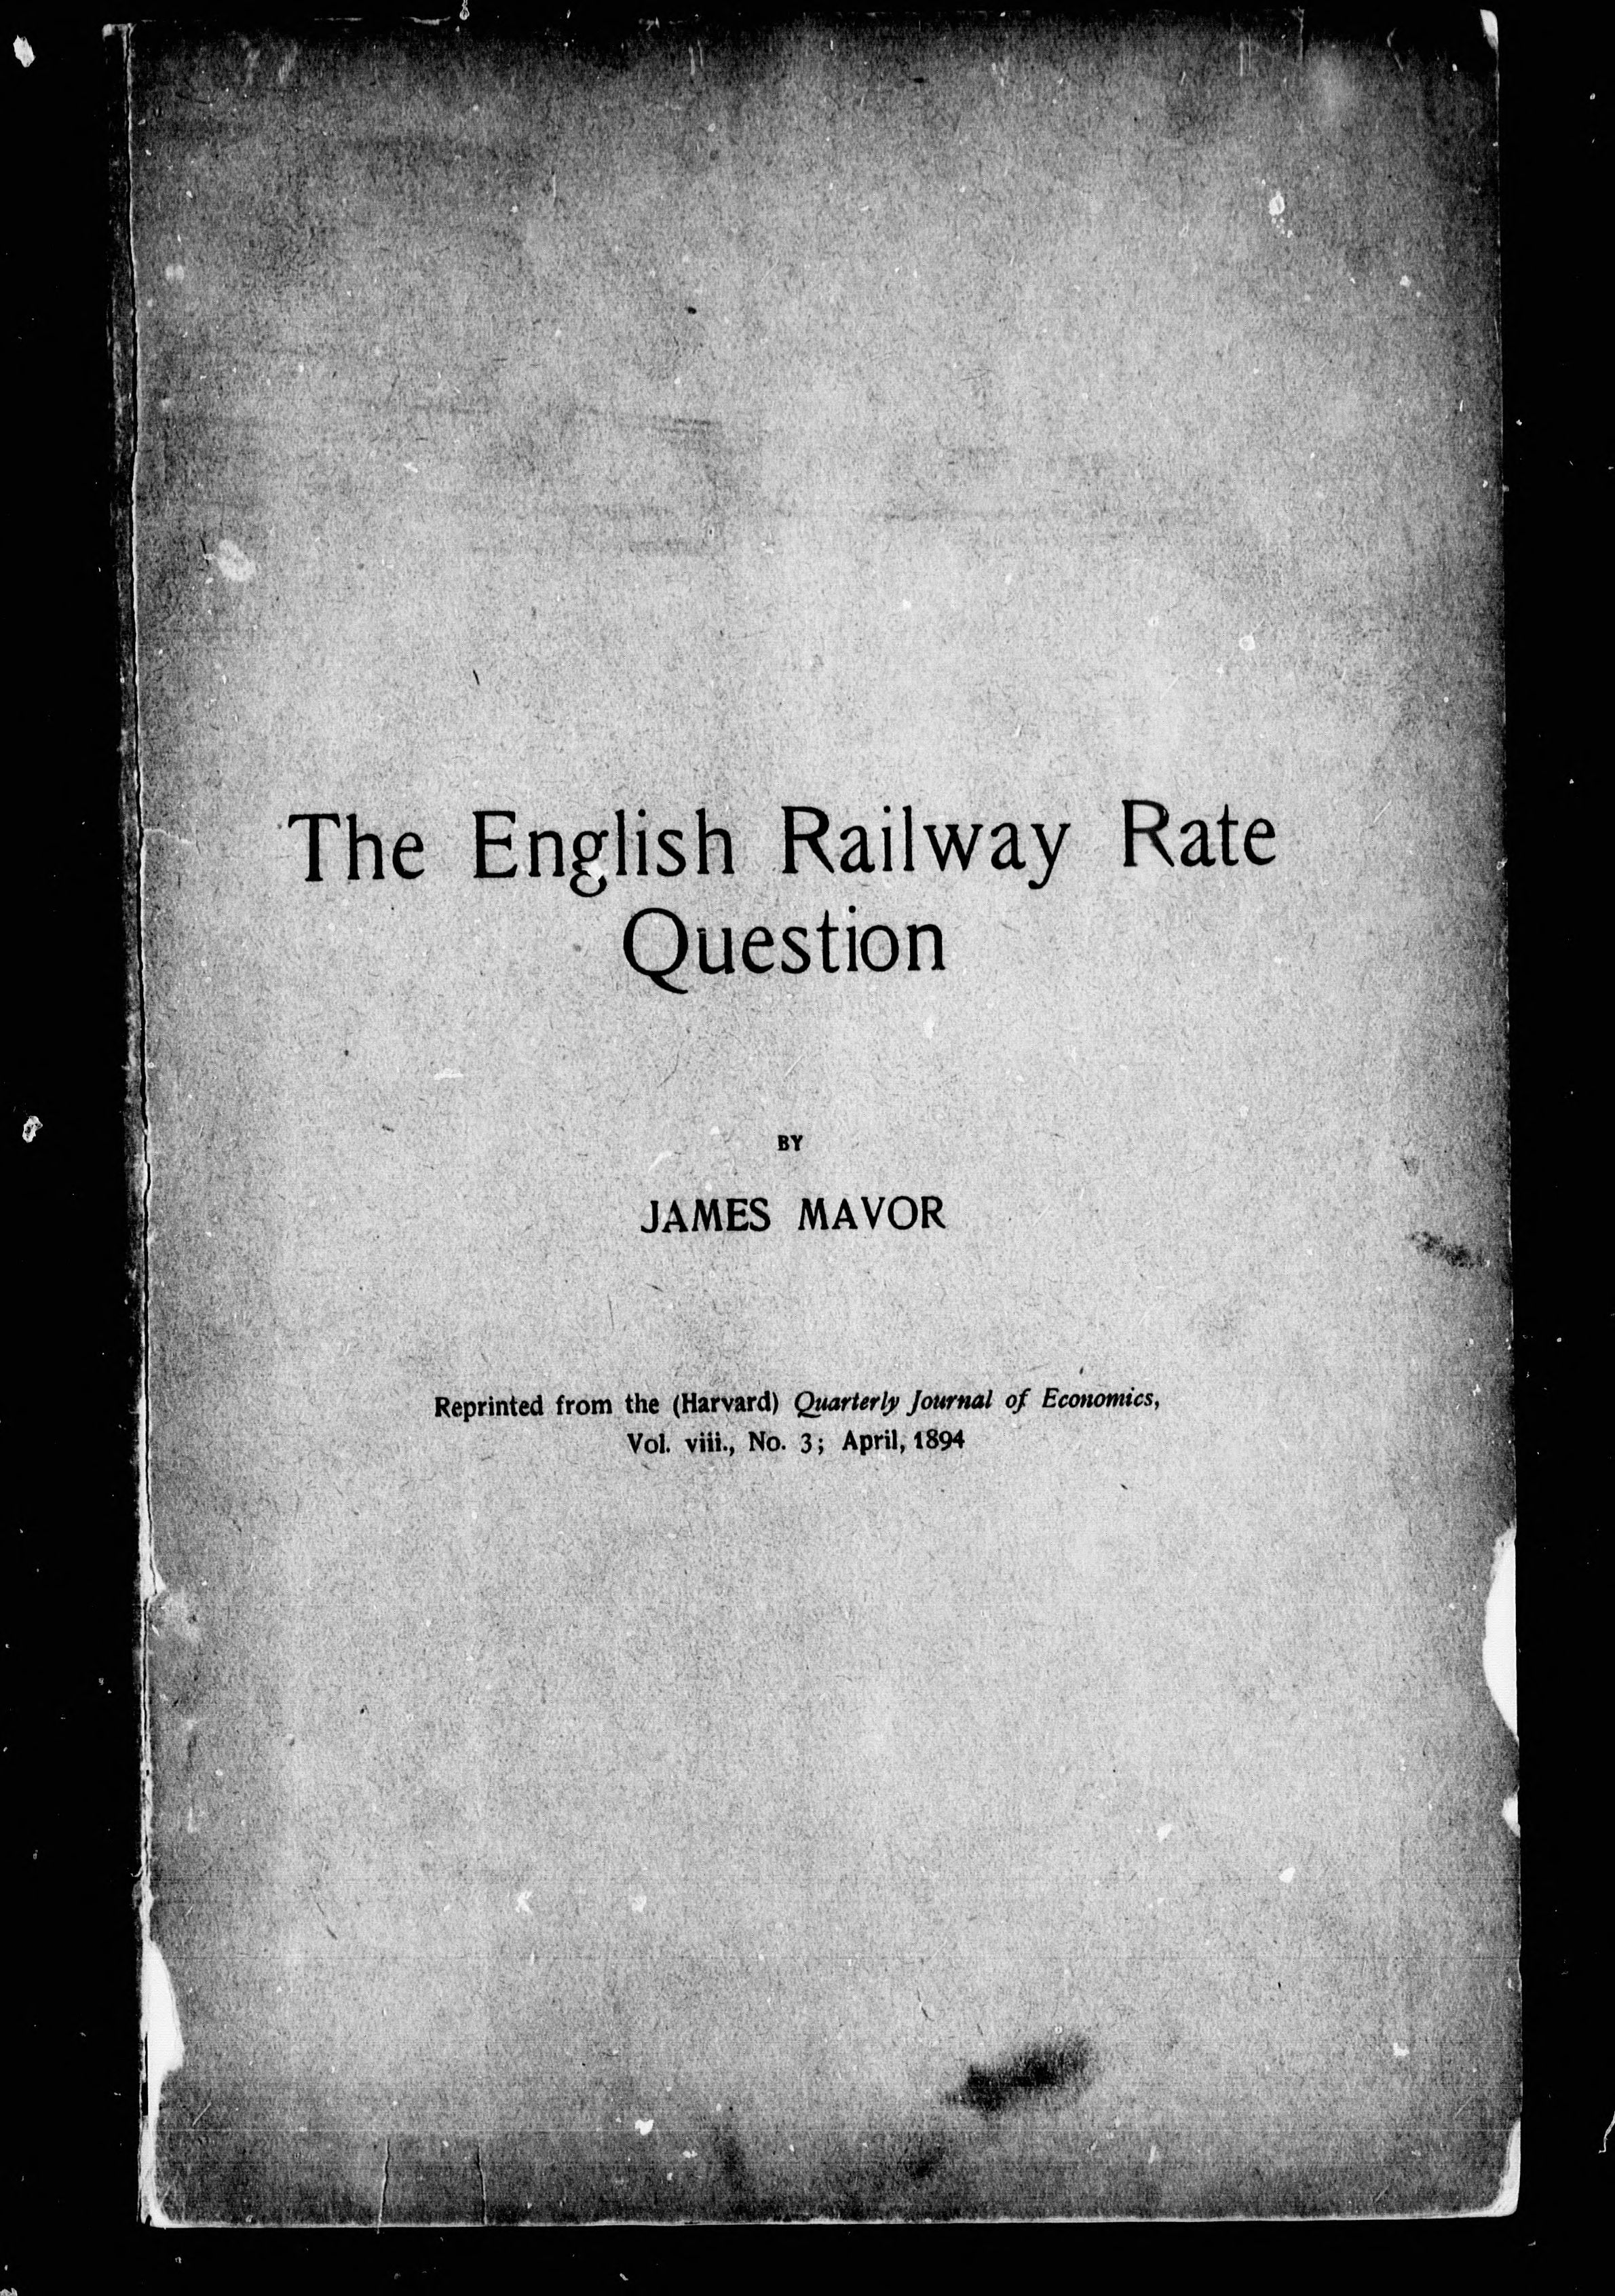 The English Railway Rate
Question
BY
JAMES MAVOR
Reprinted from the (Harvard) Quarterly Journal of Economics,
Vol. viii., No. 3; April, 1894